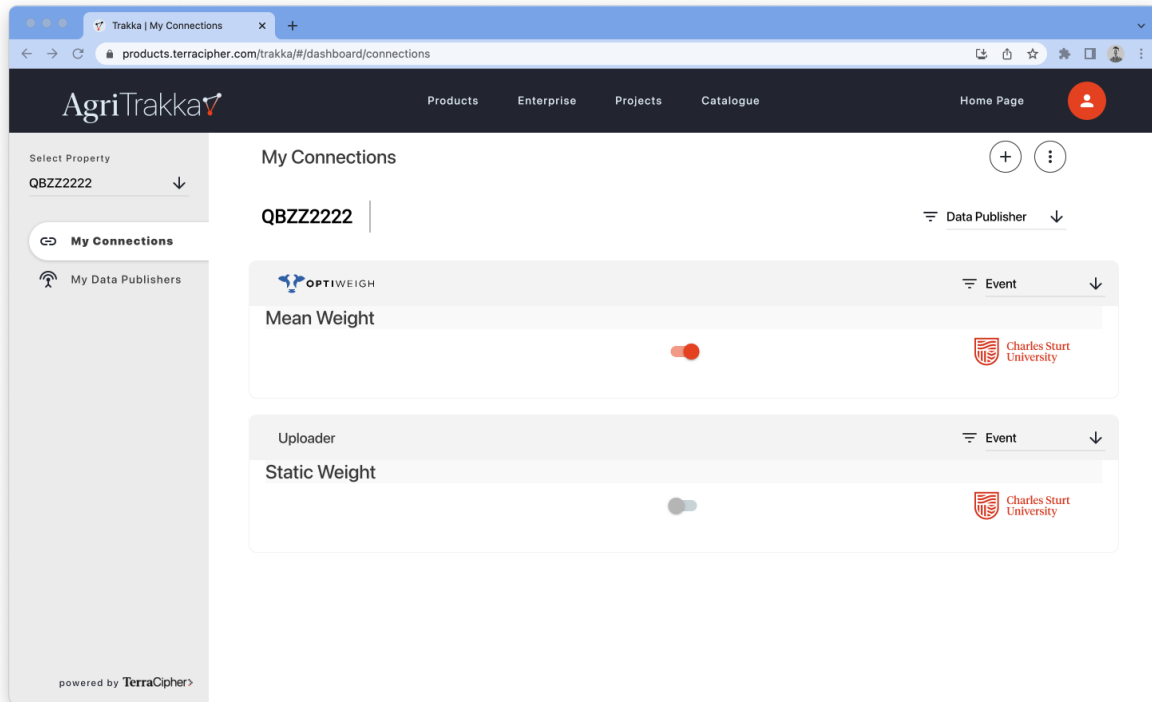 Trakka | My Connections
products.terracipher.com/trakka/#/dashboard/connections
AgriTrakka
Products
Enterprise
Projects
Catalogue
Home Page
Select Property
QBZZ2222
My Connections
My Data Publishers
My Connections
QBZZ2222
Data Publisher
OPTIWEIGH
Event
Mean Weight
Charles Sturt
University
Uploader
Event
Static Weight
Charles Sturt
University
powered by TerraCipher>